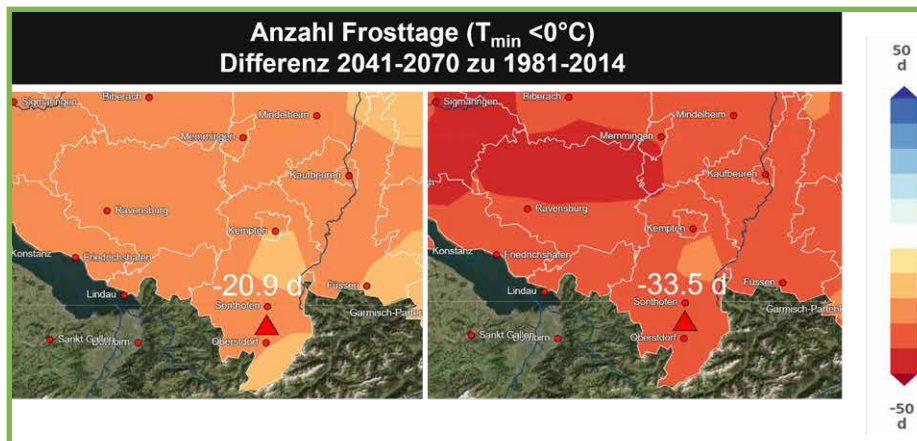 Anzahl Frosttage (Tmin <0°C)
Differenz 2041-2070 zu 1981-2014
50
d
Sigmaringen
Biberach
Mindelheim
Memmingen
Kaufbeuren
Ravensburg
Kempten
Konstanz
Friedrichshafen
-20.9 d
Füssen
Lindau
Sonthofen
Garmisch-Parten
Sankt Gallen
Dornbirn
Oberstdorf
Sigmaringen
Biberach
Mindelheim
Memmingen
Kaufbeuren
Ravensburg
Kempten
Konstanz
Friedrichshafen
-33.5 d
Füssen
Lindau
Sonthofen
Garmisch-Parten
Sankt Gallen
Dornbirn
Oberstdorf
-50
d